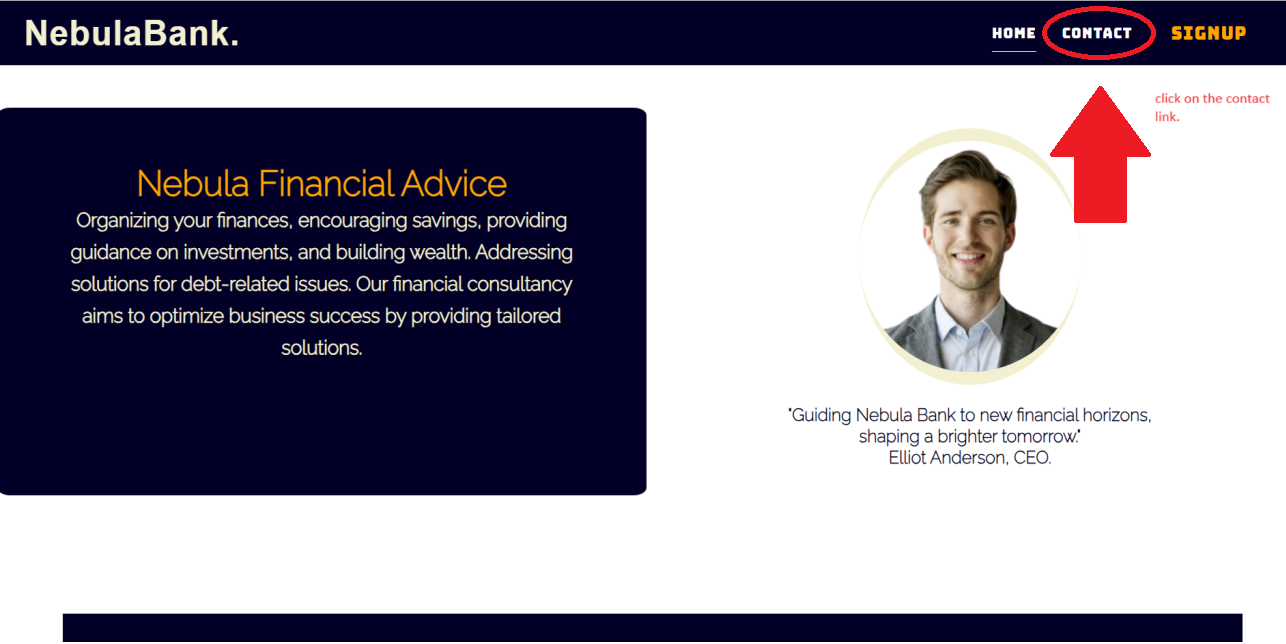 NebulaBank.
HOME
CONTACT
SIGNUP
click on the contact
link.
Nebula Financial Advice
Organizing your finances, encouraging savings, providing
guidance on investments, and building wealth. Addressing
solutions for debt-related issues. Our financial consultancy
aims to optimize business success by providing tailored
solutions.
"Guiding Nebula Bank to new financial horizons,
shaping a brighter tomorrow."
Elliot Anderson, CEO.